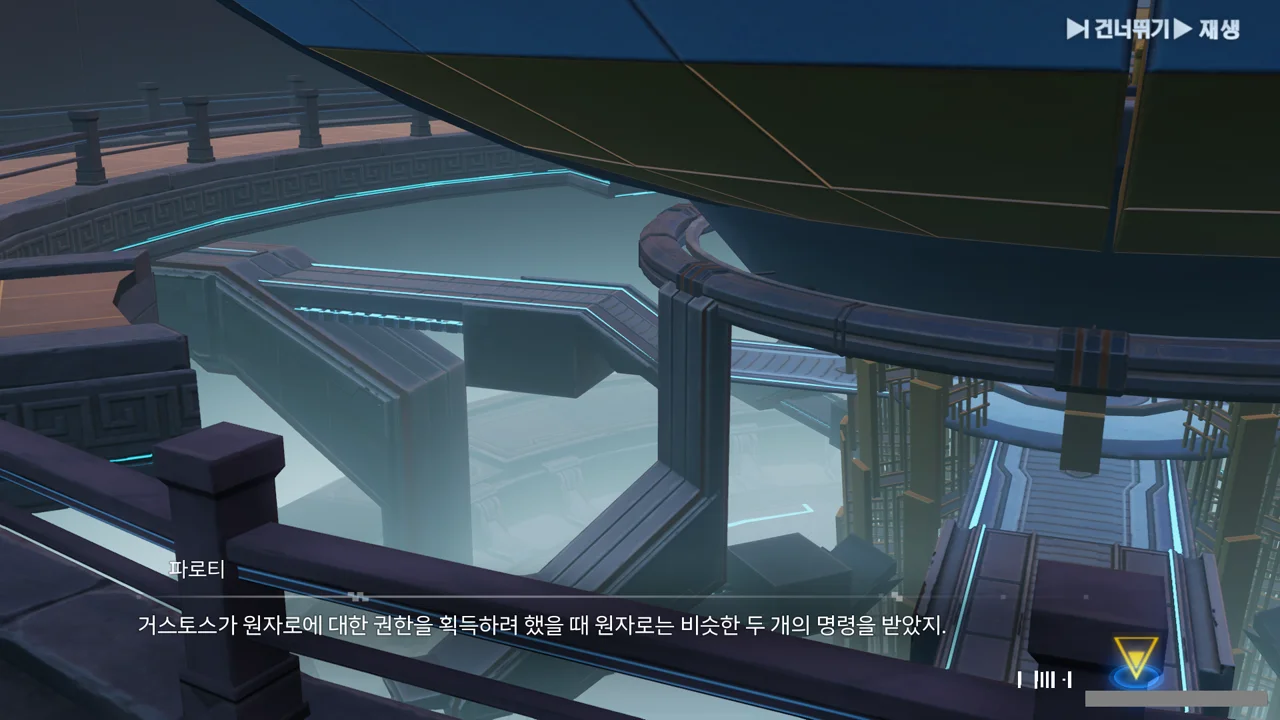 건너뛰기 재생
파로티
거스토스가 원자로에 대한 권한을 획득하려 했을 때 원자로는 비슷한 두 개의 명령을 받았지.